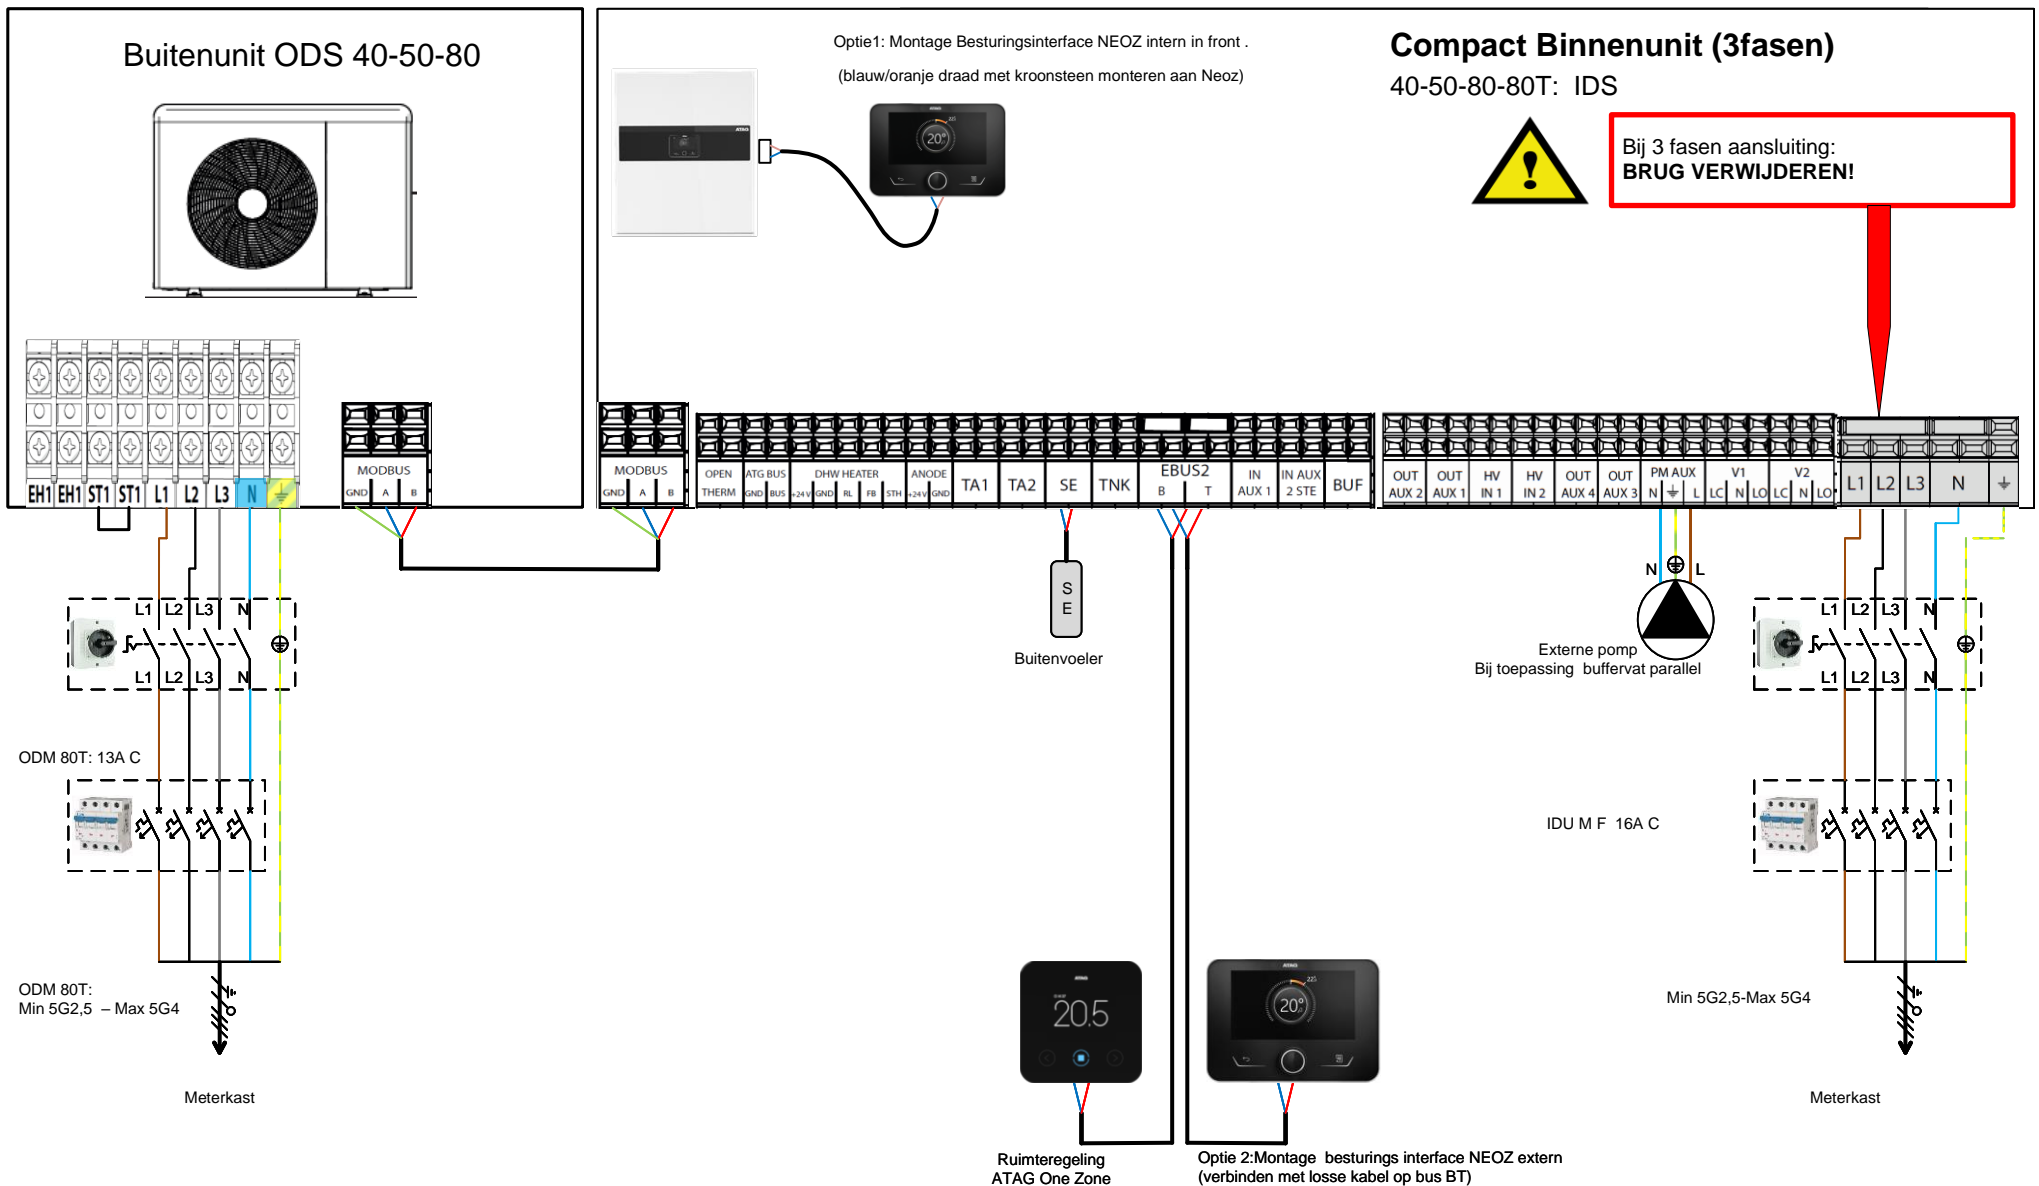 Buitenunit ODS 40-50-80
Optie1: Montage Besturingsinterface NEOZ intern in front .
(blauw/oranje draad met kroonsteen monteren aan Neoz)
Compact Binnenunit (3fasen)
40-50-80-80T: IDS
Bij 3 fasen aansluiting:
BRUG VERWIJDEREN!
ATAG
ATAG
20°
EH1 EH1 ST1 ST1 L1 L2 L3 N
MODBUS
GND A B
MODBUS
GND A B
OPEN
THERM
ATG BUS
GND BUS
DHW HEATER
+24 V GND RL FB STH
ANODE
+24 V GND
TA1
TA2
SE
TNK
EBUS2
B T
IN
AUX 1
IN AUX
2 STE
BUF
OUT
AUX 2
OUT
AUX 1
HV
IN 1
HV
IN 2
OUT
AUX 4
OUT
AUX 3
PM AUX
N L
V1
LC N LO
V2
LC N LO
L1 L2 L3 N
L1 L2 L3 N
L1 L2 L3 N
S
E
Buitenvoeler
N L
Externe pomp
Bij toepassing buffervat parallel
L1 L2 L3 N
L1 L2 L3 N
ODM 80T: 13A C
IDU M F 16A C
ODM 80T:
Min 5G2,5 – Max 5G4
Meterkast
ATAG
20.5
ATAG
22.5
20°
Min 5G2,5-Max 5G4
Meterkast
Ruimteregeling
ATAG One Zone
Optie 2:Montage besturings interface NEOZ extern
(verbinden met losse kabel op bus BT)